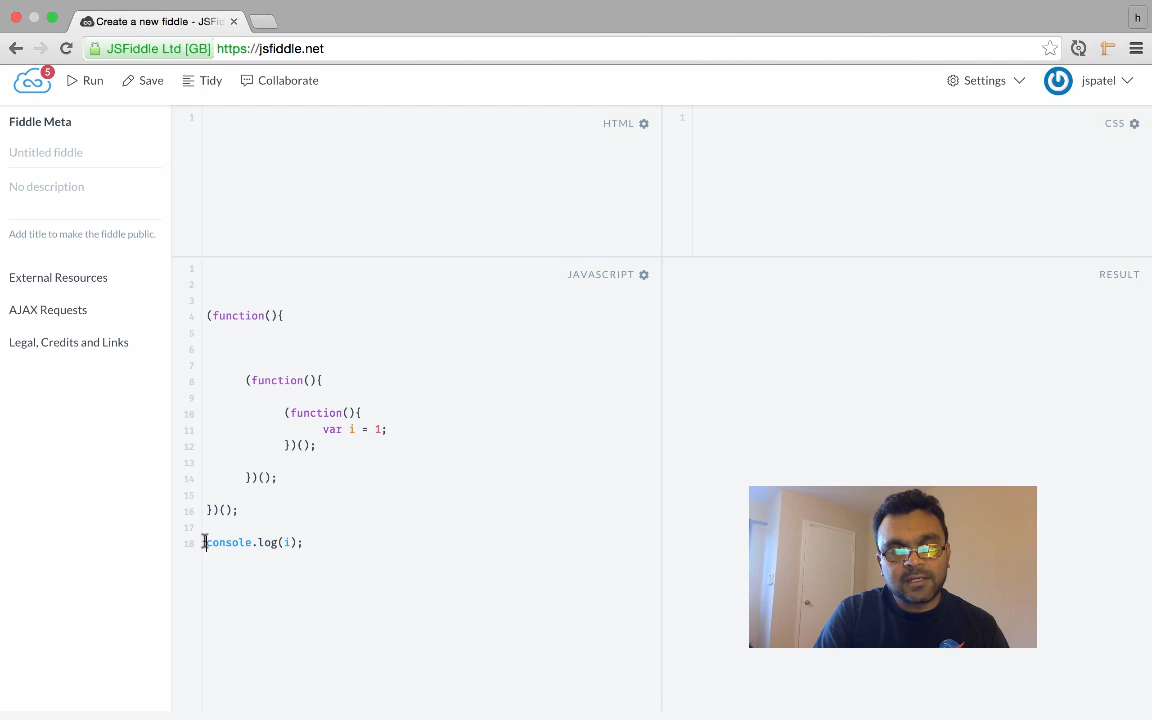 Create a new fiddle - JSFid
h
JSFiddle Ltd [GB] https://jsfiddle.net
5 Run Save Tidy Collaborate Settings jspatel
Fiddle Meta
Untitled fiddle
No description
Add title to make the fiddle public.
External Resources
AJAX Requests
Legal, Credits and Links
1
HTML
1
CSS
JAVASCRIPT
1
2
3
4 (function(){
5
6
7
8 (function(){
9
10 (function(){
11 var i = 1;
12 })();
13
14 })();
15
16 })();
17
18 console.log(i);
RESULT